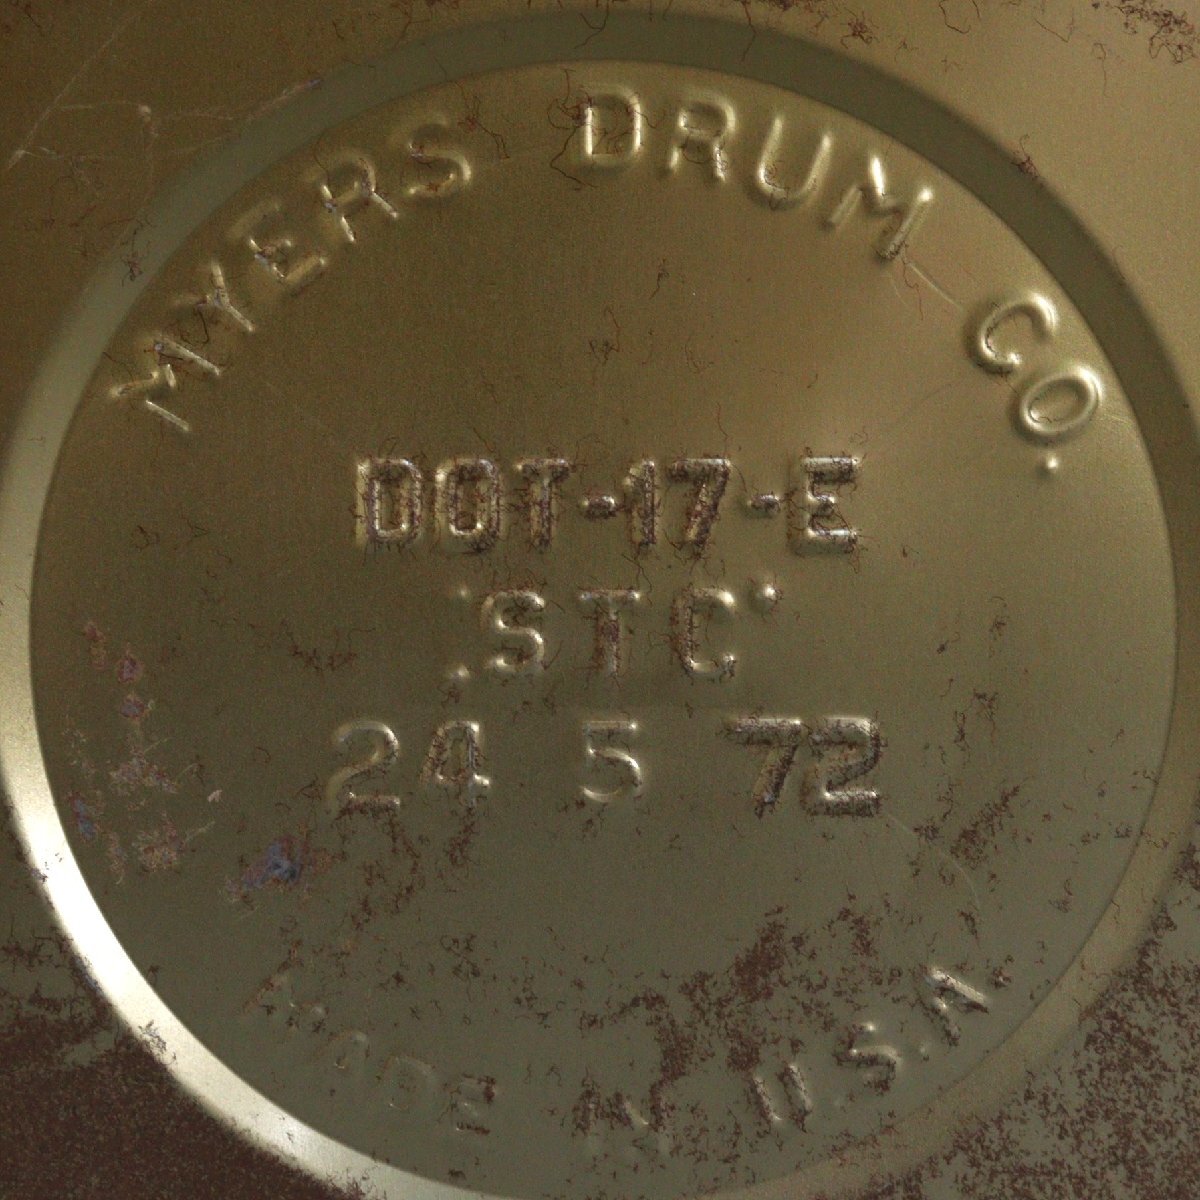 MYERS DRUM CO.
DOT-17-E
'STC'
24 5 72
MADE IN U.S.A